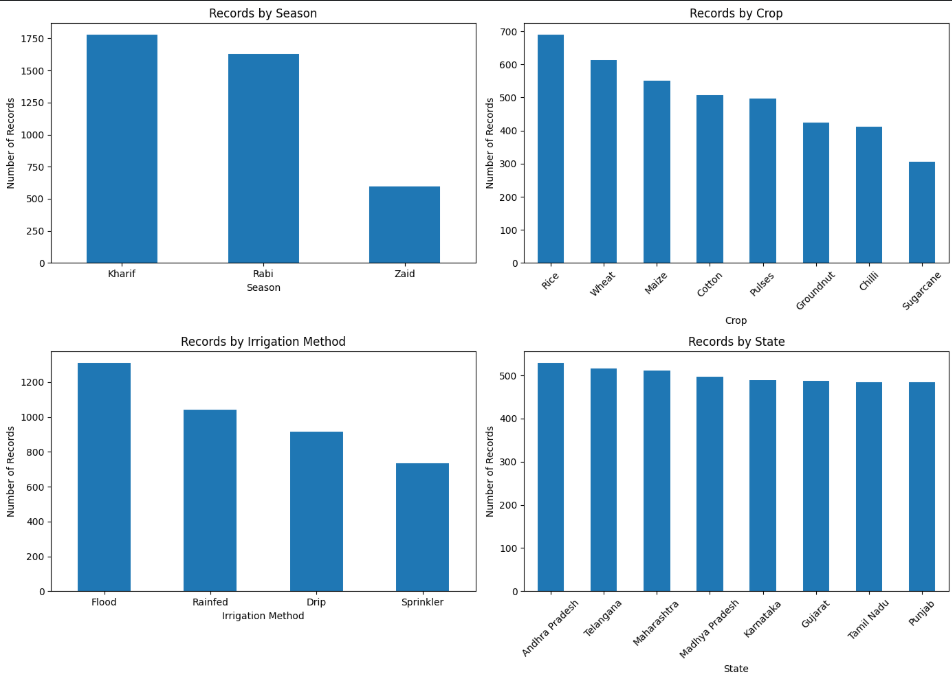 Records by Season
Number of Records
1750
1500
1250
1000
750
500
250
0
Kharif Rabi Zaid
Season
Records by Crop
Number of Records
700
600
500
400
300
200
100
0
Rice Wheat Maize Cotton Pulses Groundnut Chilli Sugarcane
Crop
Records by Irrigation Method
Number of Records
1200
1000
800
600
400
200
0
Flood Rainfed Drip Sprinkler
Irrigation Method
Records by State
Number of Records
500
400
300
200
100
0
Andhra Pradesh Telangana Maharashtra Madhya Pradesh Karnataka Gujarat Tamil Nadu Punjab
State